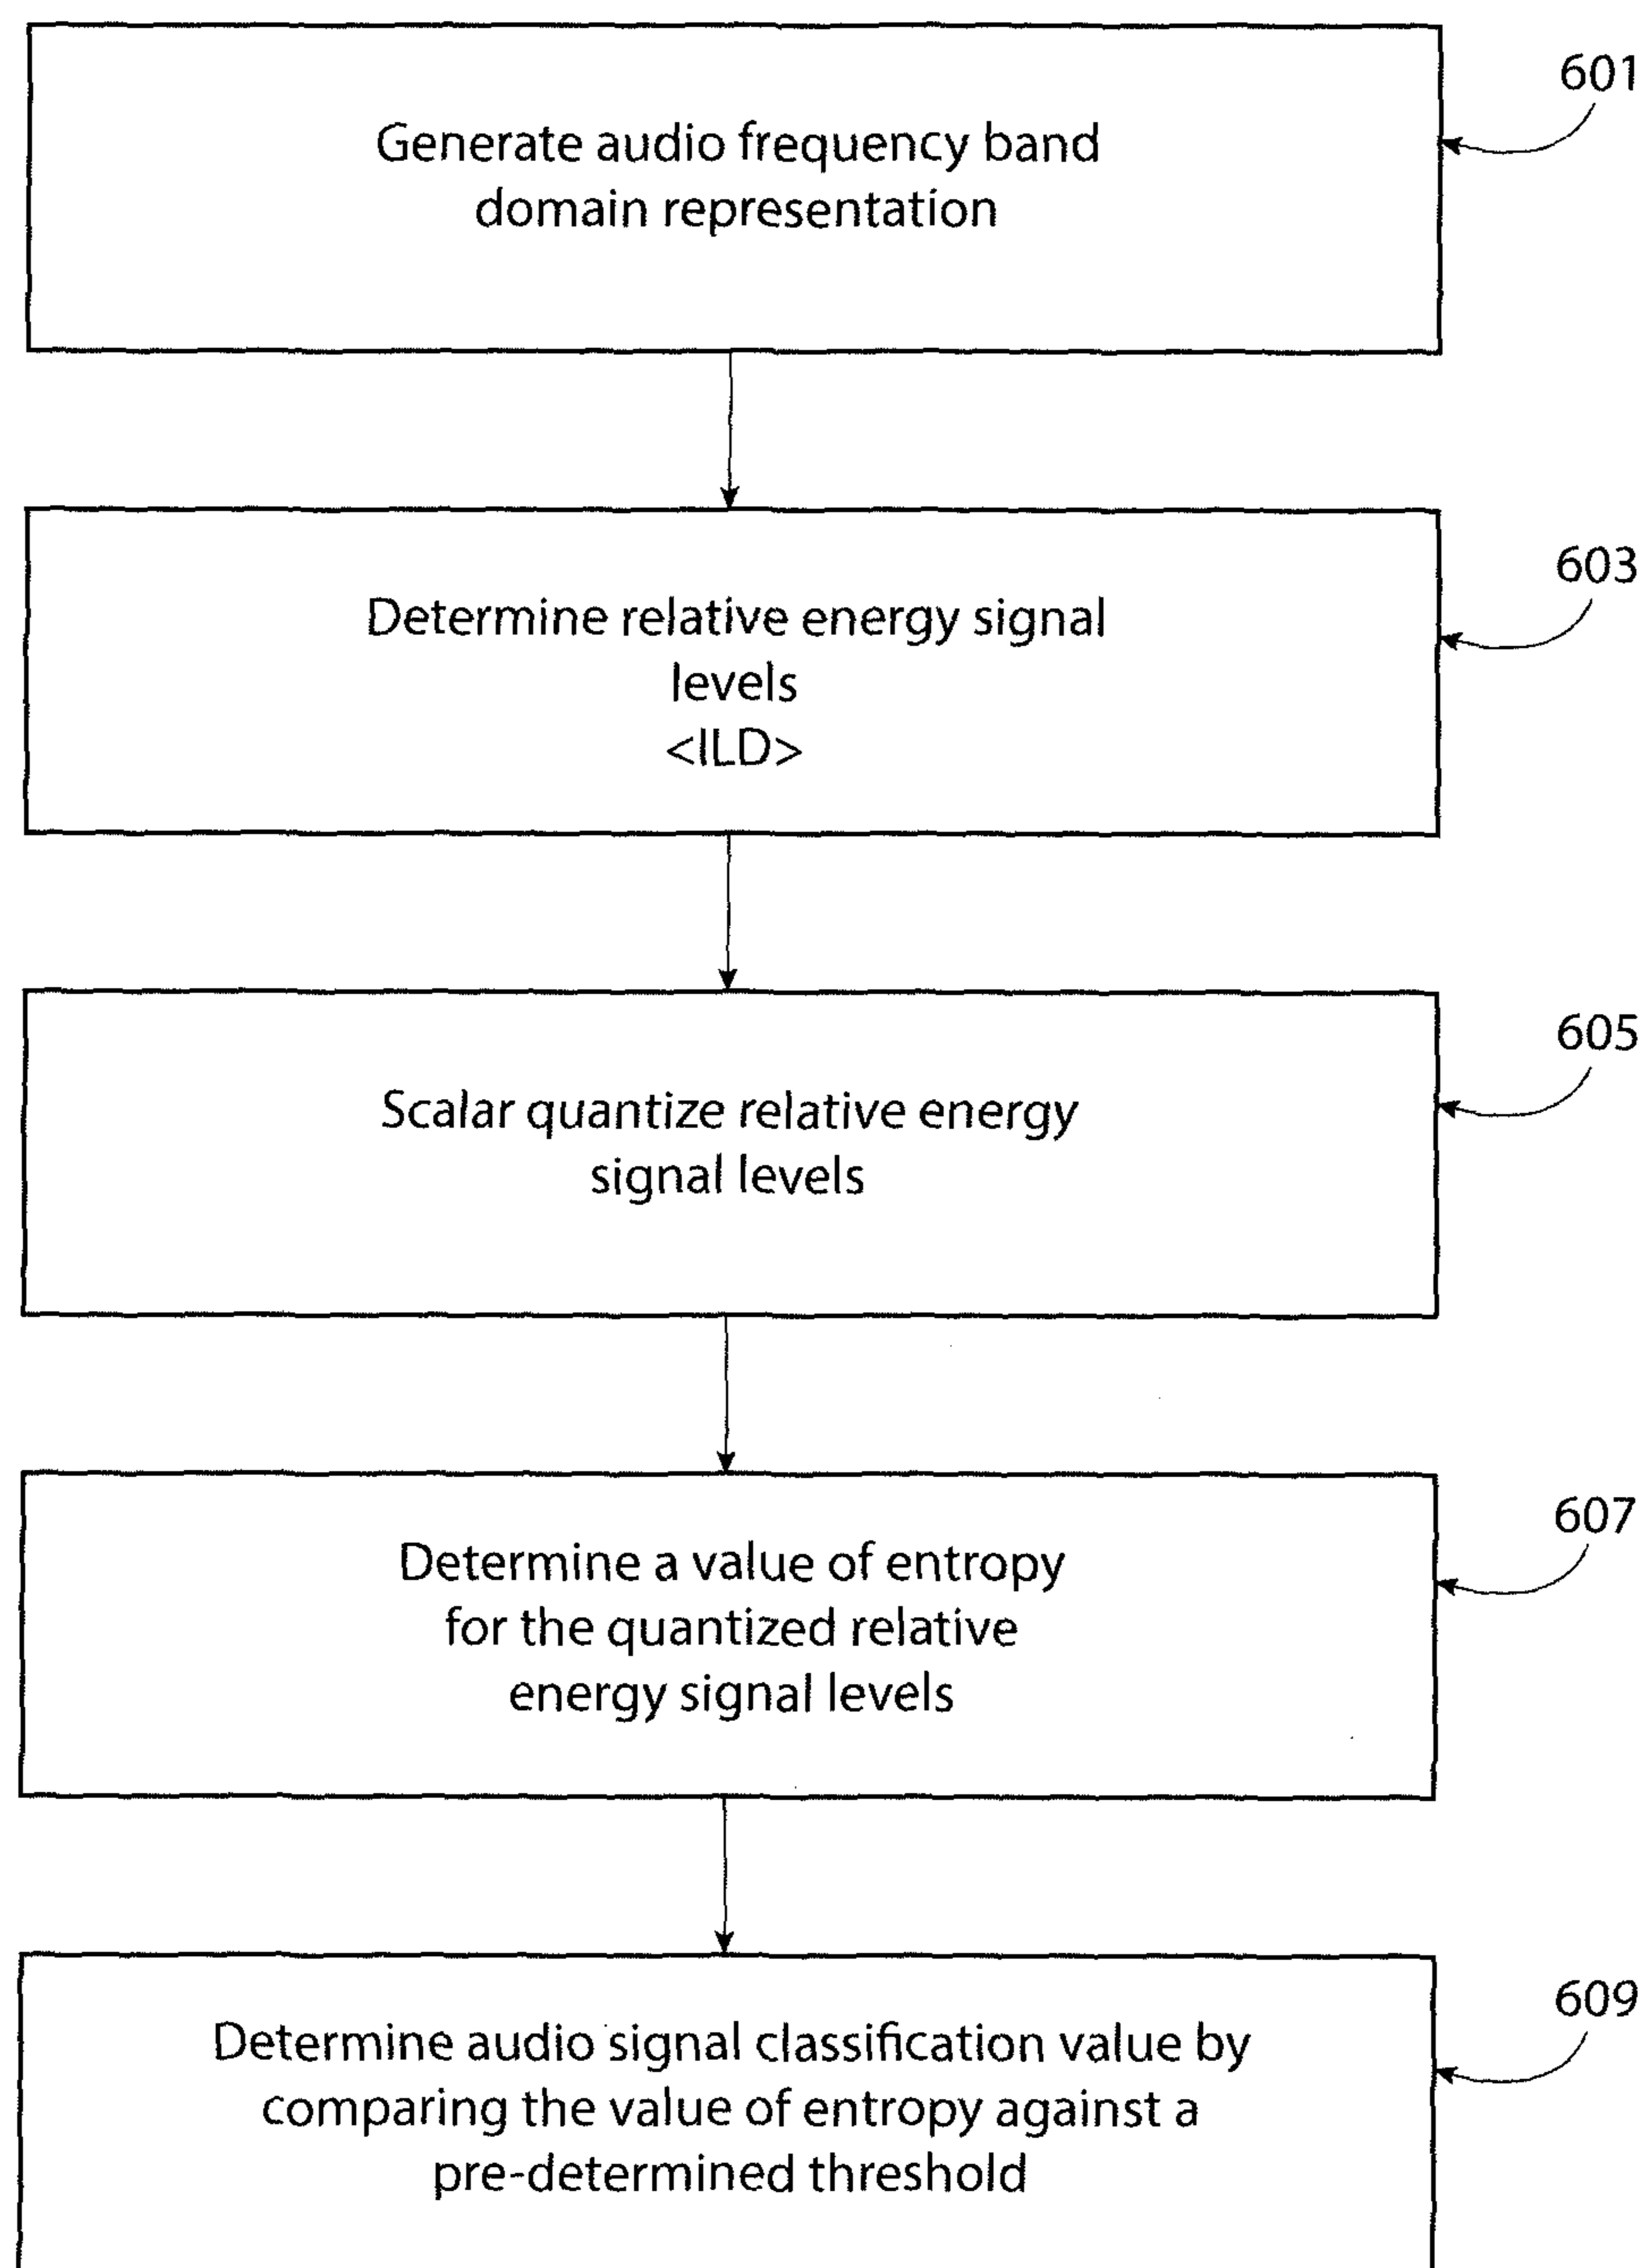 Generate audio frequency band
domain representation
601
Determine relative energy signal
levels
<ILD>
603
Scalar quantize relative energy
signal levels
605
Determine a value of entropy
for the quantized relative
energy signal levels
607
Determine audio signal classification value by
comparing the value of entropy against a
pre-determined threshold
609